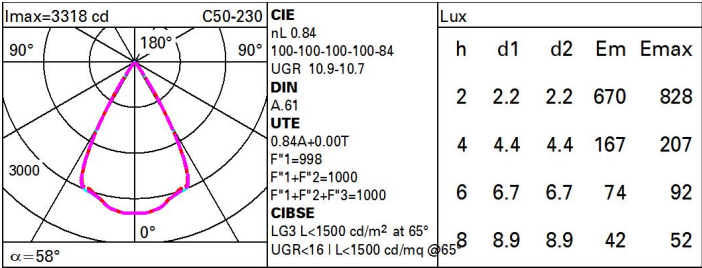 Imax=3318 cd C50-230
90° 180° 90°
3000
0°
α=58°
CIE
nL 0.84
100-100-100-100-84
UGR 10.9-10.7
DIN
A.61
UTE
0.84A+0.00T
F"1=998
F"1+F"2=1000
F"1+F"2+F"3=1000
CIBSE
LG3 L<1500 cd/m² at 65°
UGR<16 | L<1500 cd/mq @65°
Lux
h d1 d2 Em Emax
2 2.2 2.2 670 828
4 4.4 4.4 167 207
6 6.7 6.7 74 92
8 8.9 8.9 42 52